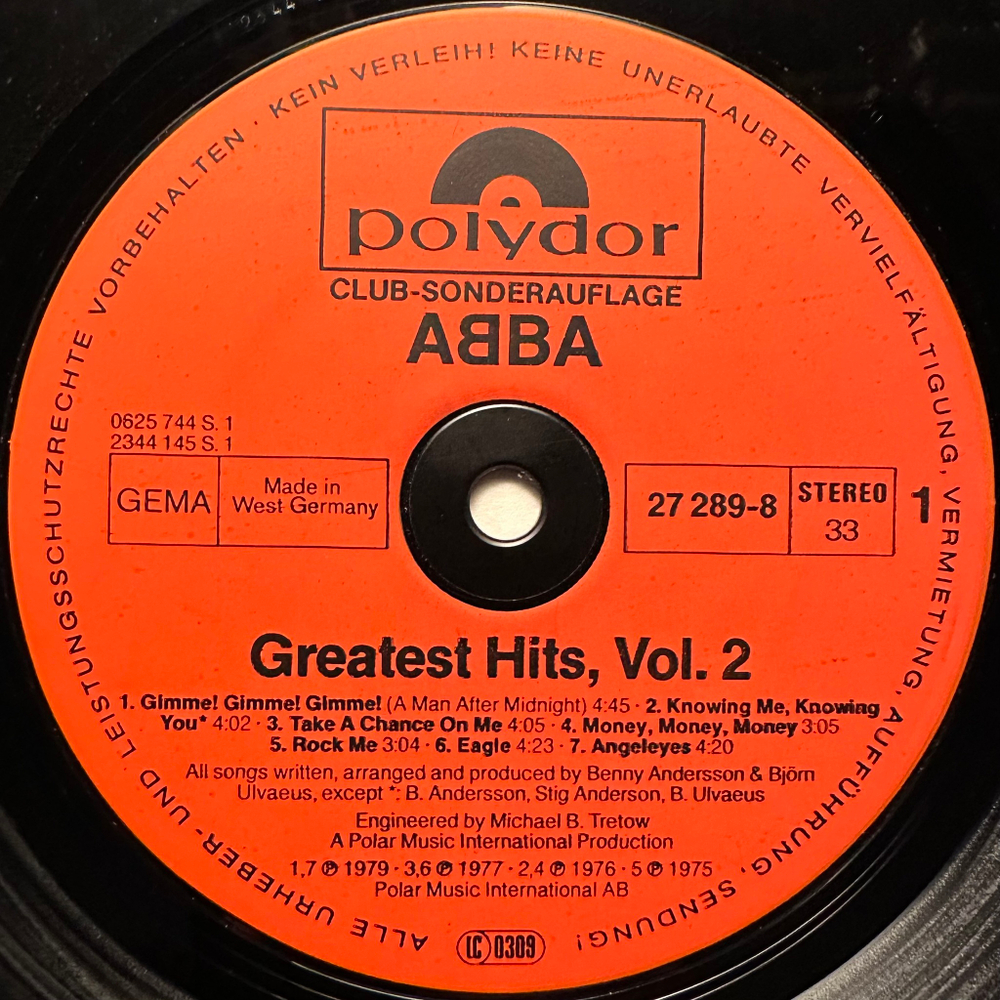 ALLE URHEBER- UND LEISTUNGSSCHUTZRECHTE VORBEHALTEN · KEIN VERLEIH! KEINE UNERLAUBTE VERVIELFÄLTIGUNG, VERMIETUNG, AUFFÜHRUNG, SENDUNG!
polydor
CLUB-SONDERAUFLAGE
AᗺBA
0625 744 S. 1
2344 145 S. 1
GEMA
Made in
West Germany
27 289-8
STEREO
33
1
Greatest Hits, Vol. 2
1. Gimme! Gimme! Gimme! (A Man After Midnight) 4:45 · 2. Knowing Me, Knowing
You* 4:02 · 3. Take A Chance On Me 4:05 · 4. Money, Money, Money 3:05
5. Rock Me 3:04 · 6. Eagle 4:23 · 7. Angeleyes 4:20
All songs written, arranged and produced by Benny Andersson & Björn
Ulvaeus, except *: B. Andersson, Stig Anderson, B. Ulvaeus
Engineered by Michael B. Tretow
A Polar Music International Production
1,7 ℗ 1979 · 3,6 ℗ 1977 · 2,4 ℗ 1976 · 5 ℗ 1975
Polar Music International AB
LC 0309